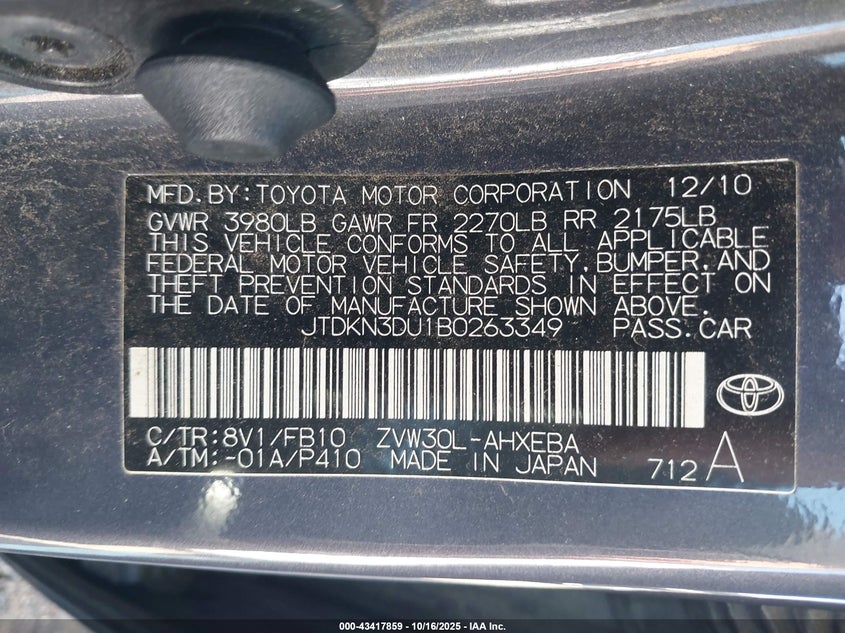 MFD.BY:TOYOTA MOTOR CORPORATION 12/10
GVWR 3980LB GAWR FR 2270LB RR 2175LB
THIS VEHICLE CONFORMS TO ALL APPLICABLE
FEDERAL MOTOR VEHICLE SAFETY,BUMPER,AND
THEFT PREVENTION STANDARDS IN EFFECT ON
THE DATE OF MANUFACTURE SHOWN ABOVE.
JTDKN3DU1B0263349 PASS.CAR
C/TR:8V1/FB10 ZVW30L-AHXEBA
A/TM:-01A/P410 MADE IN JAPAN 712A
000-43417859 - 10/16/2025 - IAA Inc.